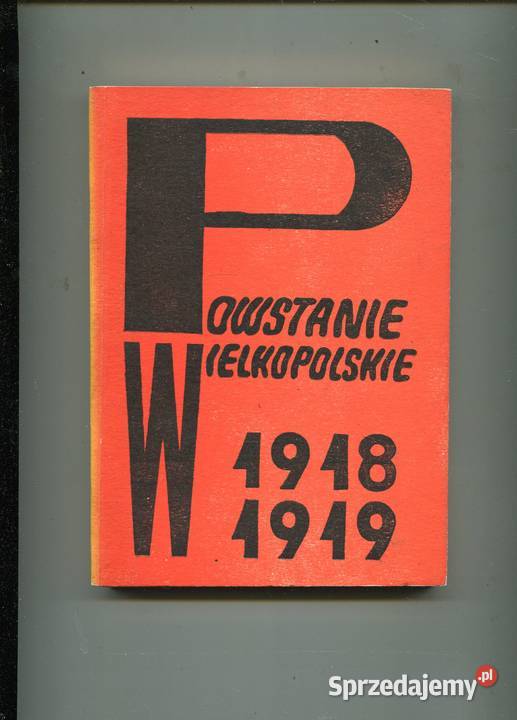 POWSTANIE
WIELKOPOLSKIE
1918
1919
Sprzedajemy.pl